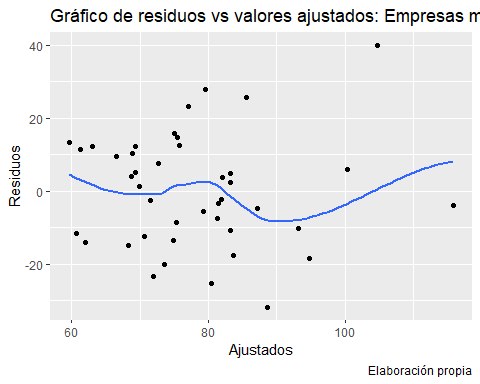 Gráfico de residuos vs valores ajustados: Empresas m
40
20
0
-20
Residuos
60
80
100
Ajustados
Elaboración propia